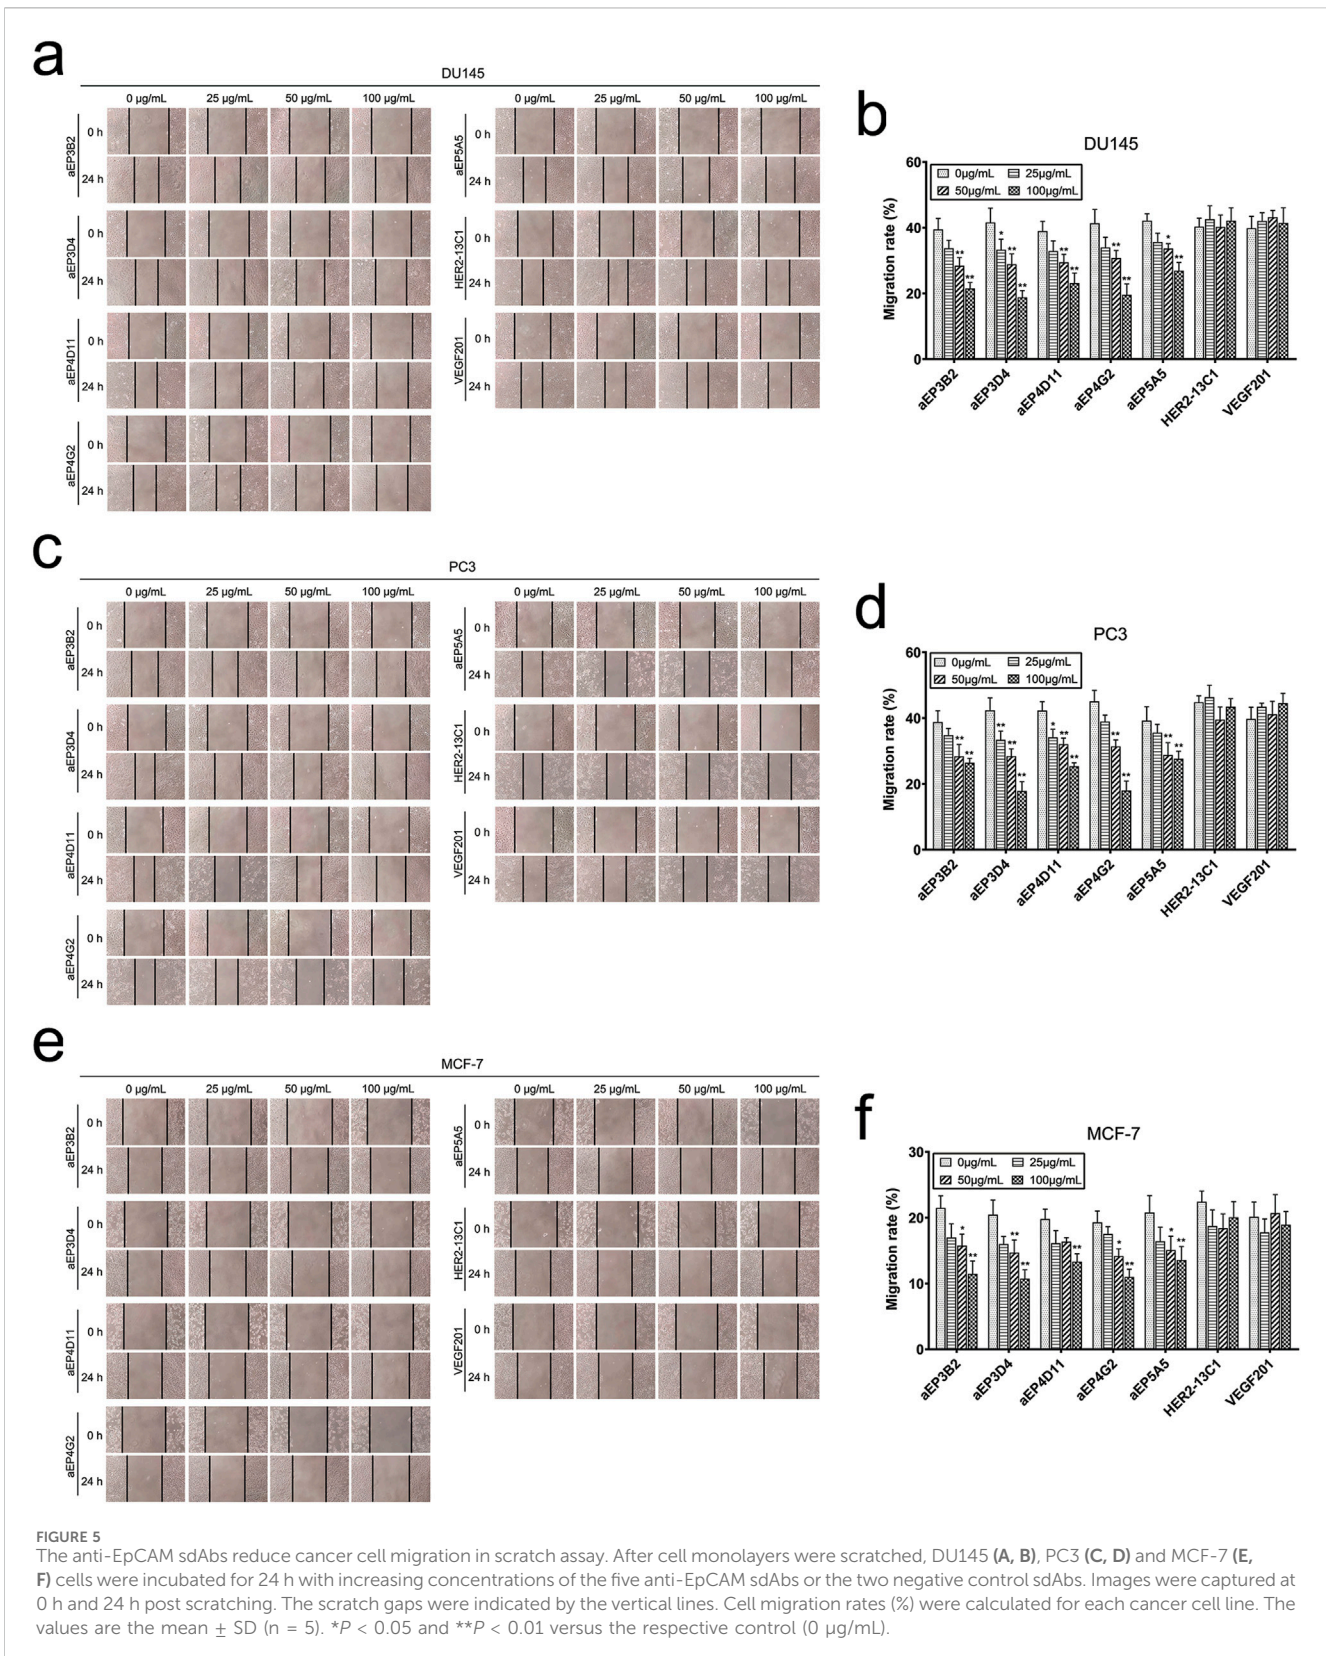 a
DU145
0 µg/mL 25 µg/mL 50 µg/mL 100 µg/mL
aEP3B2
0 h
24 h
aEP3D4
0 h
24 h
aEP4D11
0 h
24 h
aEP4G2
0 h
24 h
0 µg/mL 25 µg/mL 50 µg/mL 100 µg/mL
aEP5A5
0 h
24 h
HER2-13C1
0 h
24 h
VEGF201
0 h
24 h
b
DU145
Migration rate (%)
60
40
20
0
0µg/mL 25µg/mL
50µg/mL 100µg/mL
** ** * ** ** ** ** ** ** * **
aEP3B2 aEP3D4 aEP4D11 aEP4G2 aEP5A5 HER2-13C1 VEGF201
c
PC3
0 µg/mL 25 µg/mL 50 µg/mL 100 µg/mL
aEP3B2
0 h
24 h
aEP3D4
0 h
24 h
aEP4D11
0 h
24 h
aEP4G2
0 h
24 h
0 µg/mL 25 µg/mL 50 µg/mL 100 µg/mL
aEP5A5
0 h
24 h
HER2-13C1
0 h
24 h
VEGF201
0 h
24 h
d
PC3
Migration rate (%)
60
40
20
0
0µg/mL 25µg/mL
50µg/mL 100µg/mL
** ** ** ** ** * ** ** ** ** ** **
aEP3B2 aEP3D4 aEP4D11 aEP4G2 aEP5A5 HER2-13C1 VEGF201
e
MCF-7
0 µg/mL 25 µg/mL 50 µg/mL 100 µg/mL
aEP3B2
0 h
24 h
aEP3D4
0 h
24 h
aEP4D11
0 h
24 h
aEP4G2
0 h
24 h
0 µg/mL 25 µg/mL 50 µg/mL 100 µg/mL
aEP5A5
0 h
24 h
HER2-13C1
0 h
24 h
VEGF201
0 h
24 h
f
MCF-7
Migration rate (%)
30
20
10
0
0µg/mL 25µg/mL
50µg/mL 100µg/mL
* ** ** ** ** * ** * **
aEP3B2 aEP3D4 aEP4D11 aEP4G2 aEP5A5 HER2-13C1 VEGF201
FIGURE 5
The anti-EpCAM sdAbs reduce cancer cell migration in scratch assay. After cell monolayers were scratched, DU145 (A, B), PC3 (C, D) and MCF-7 (E,
F) cells were incubated for 24 h with increasing concentrations of the five anti-EpCAM sdAbs or the two negative control sdAbs. Images were captured at
0 h and 24 h post scratching. The scratch gaps were indicated by the vertical lines. Cell migration rates (%) were calculated for each cancer cell line. The
values are the mean ± SD (n = 5). *P < 0.05 and **P < 0.01 versus the respective control (0 µg/mL).